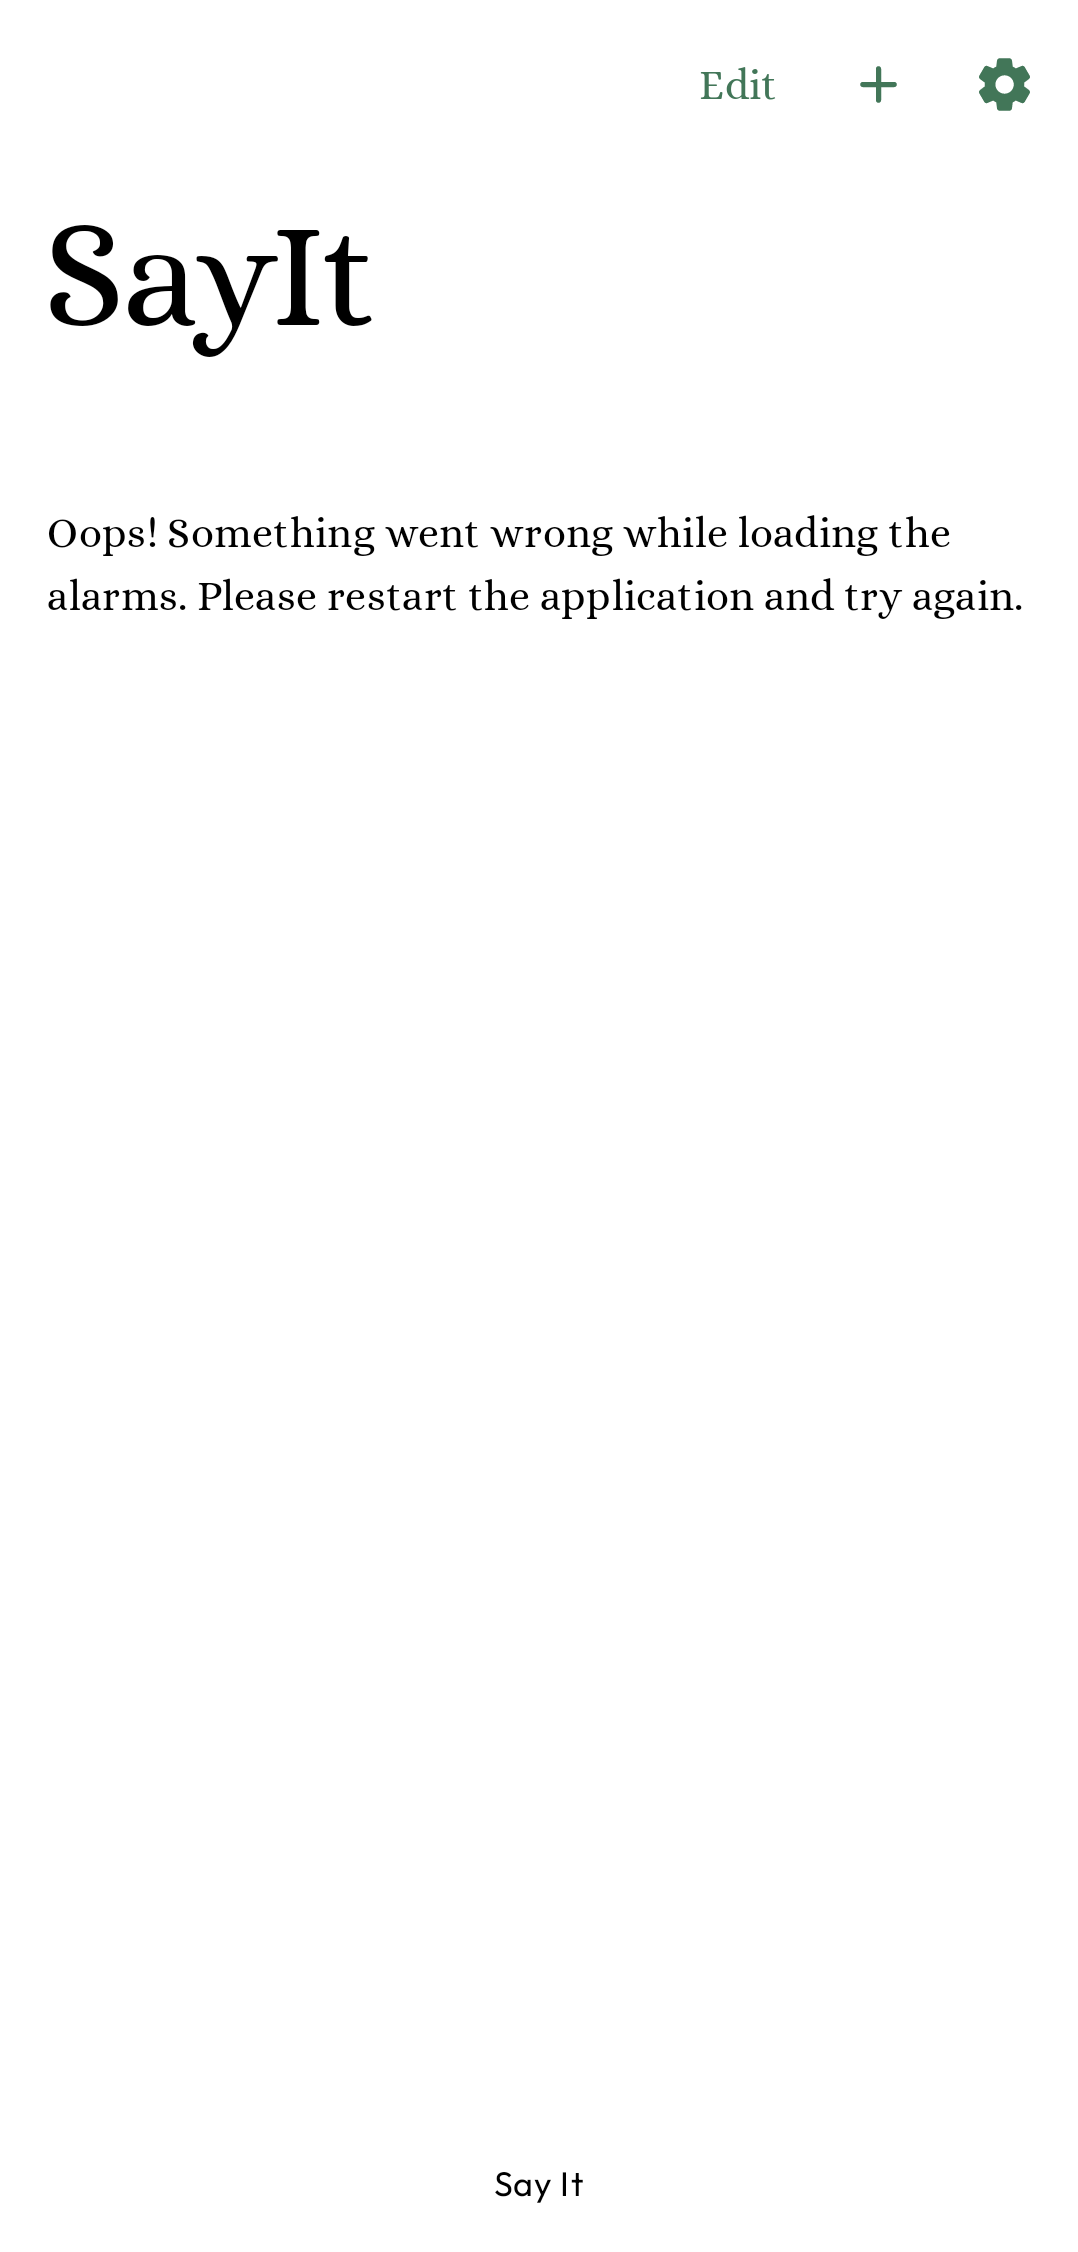 Edit
SayIt
Oops! Something went wrong while loading the
alarms. Please restart the application and try again.
Say It